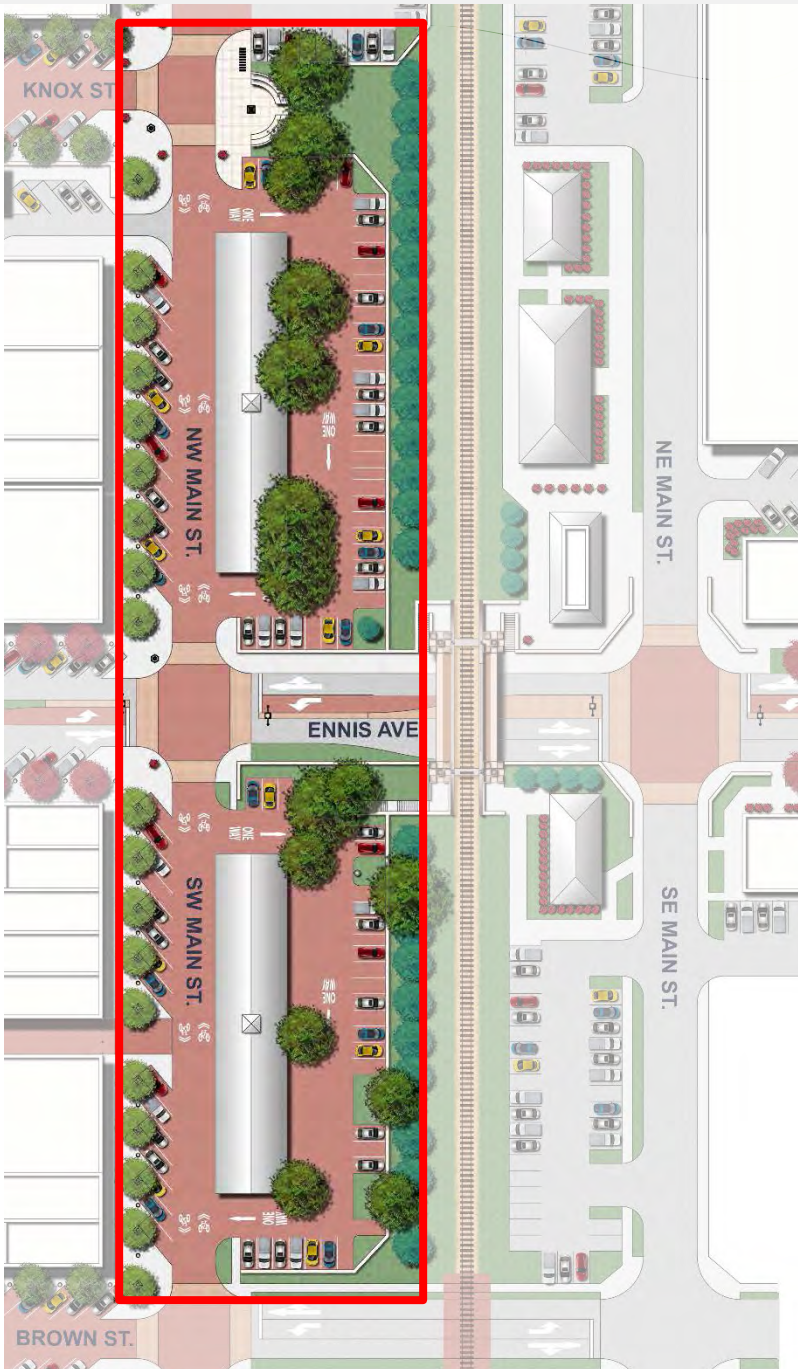 KNOX ST
ONE
WAY
NW MAIN ST.
ONE
WAY
NE MAIN ST.
ENNIS AVE
ONE
WAY
SW MAIN ST.
ONE
WAY
SE MAIN ST.
ONE
WAY
BROWN ST.